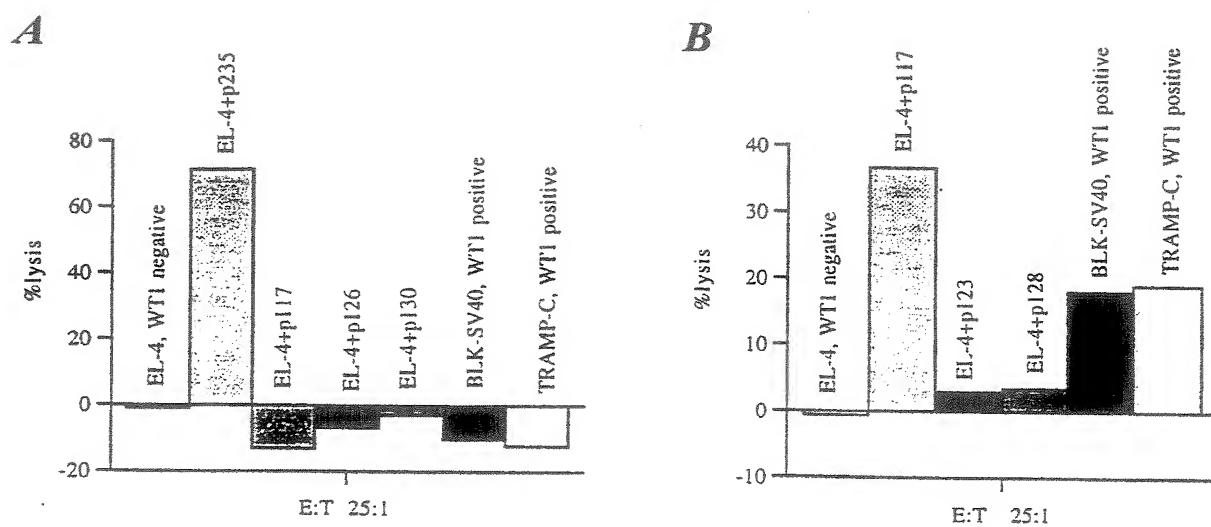 A
%lysis
80
60
40
20
0
-20
EL-4, WT1 negative
EL-4+p235
EL-4+p117
EL-4+p126
EL-4+p130
BLK-SV40, WT1 positive
TRAMP-C, WT1 positive
E:T 25:1
B
%lysis
40
30
20
10
0
-10
EL-4, WT1 negative
EL-4+p117
EL-4+p123
EL-4+p128
BLK-SV40, WT1 positive
TRAMP-C, WT1 positive
E:T 25:1